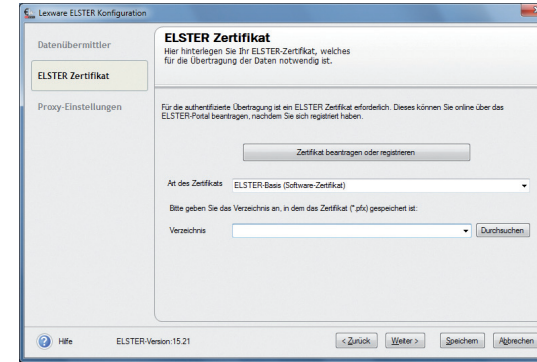 Lexware ELSTER Konfiguration
Datenübermittler
ELSTER Zertifikat
Proxy-Einstellungen
ELSTER Zertifikat
Hier hinterlegen Sie Ihr ELSTER-Zertifikat, welches
für die Übertragung der Daten notwendig ist.
Für die authentifizierte Übertragung ist ein ELSTER Zertifikat erforderlich. Dieses können Sie online über das
ELSTER-Portal beantragen, nachdem Sie sich registriert haben.
Zertifikat beantragen oder registrieren
Art des Zertifikats ELSTER-Basis (Software-Zertifikat)
Bitte geben Sie das Verzeichnis an, in dem das Zertifikat (*.pfx) gespeichert ist:
Verzeichnis Durchsuchen
Hilfe ELSTER-Version: 15.21 < Zurück Weiter > Speichern Abbrechen